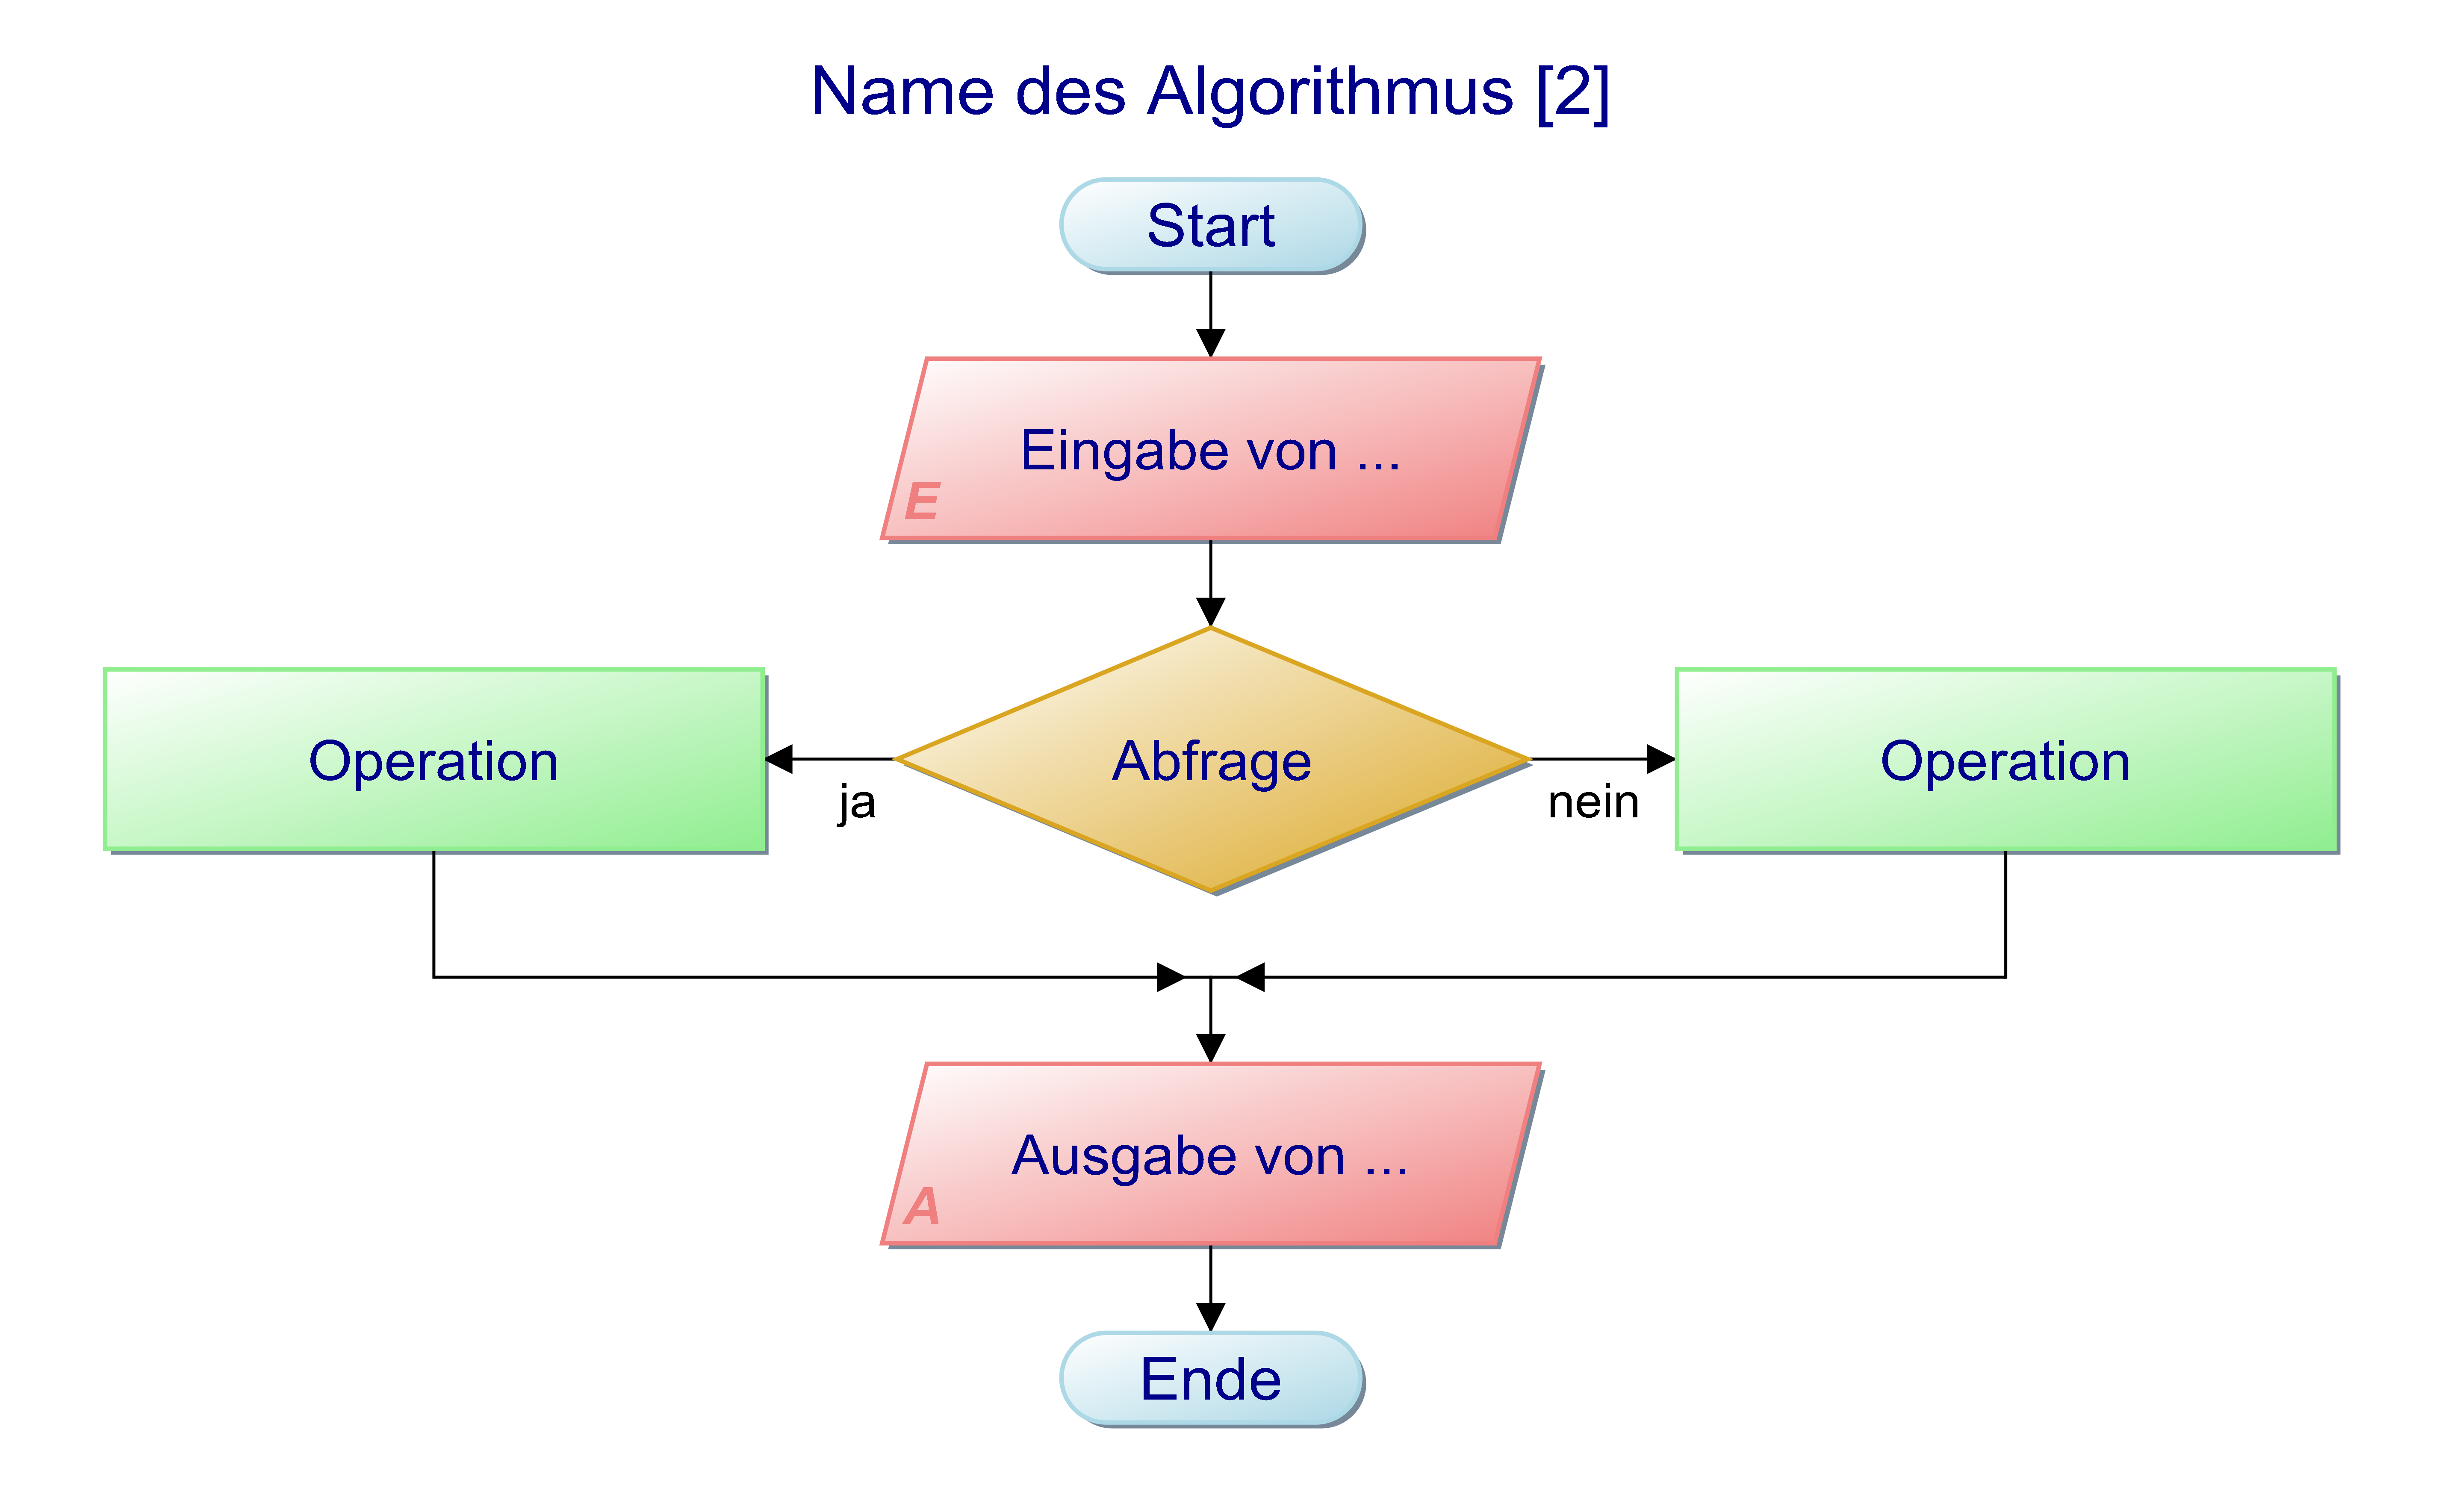 Name des Algorithmus [2]
Start
Eingabe von ...
E
Operation
Abfrage
Operation
ja
nein
Ausgabe von ...
A
Ende